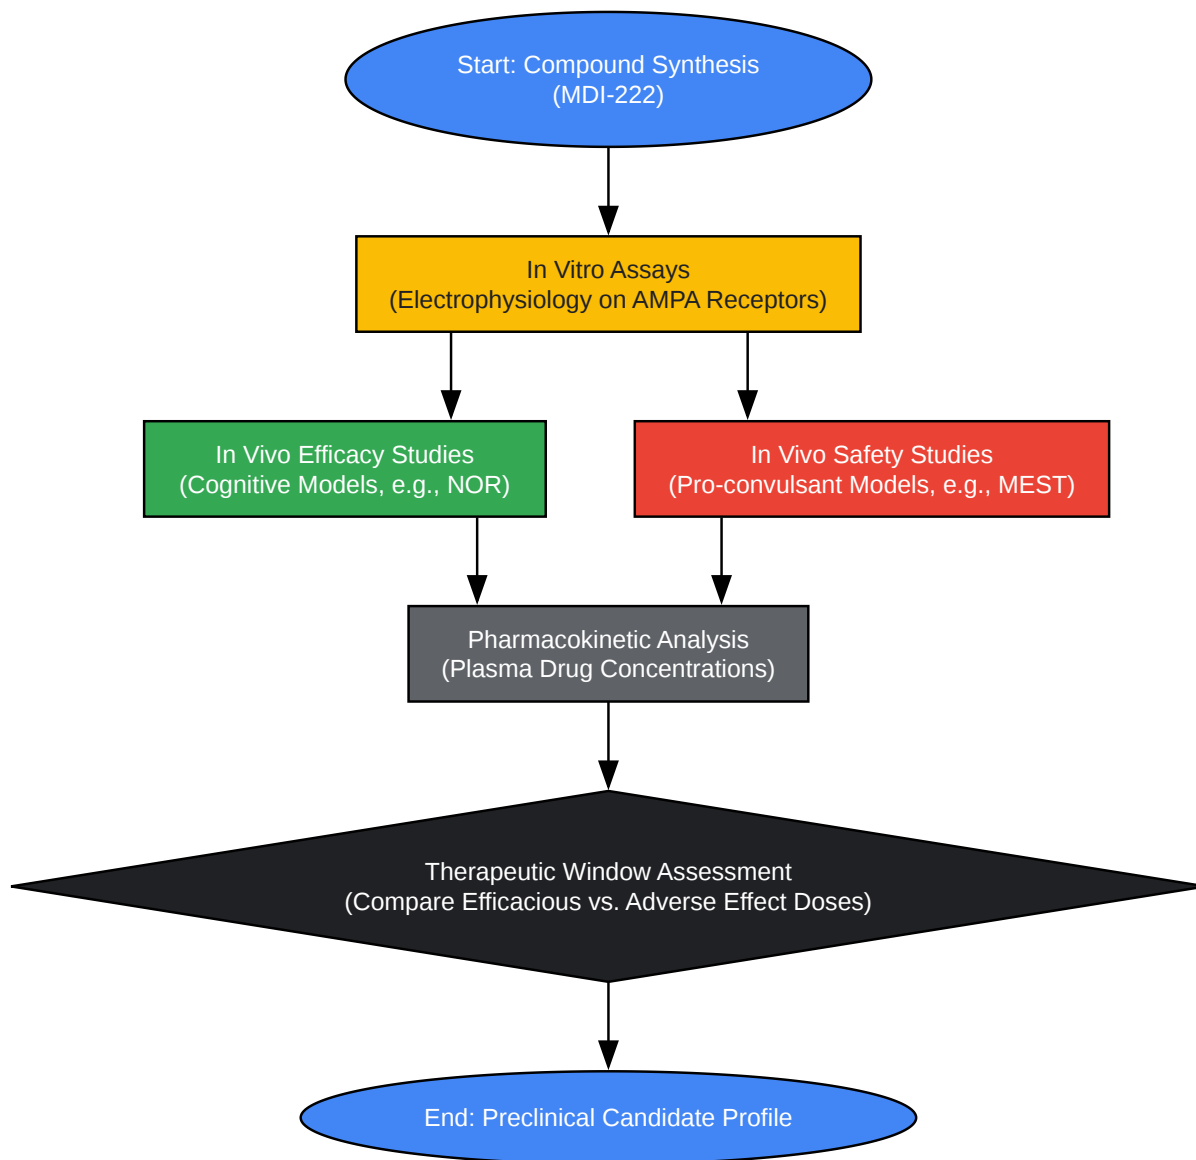 Start: Compound Synthesis
(MDI-222)
In Vitro Assays
(Electrophysiology on AMPA Receptors)
In Vivo Efficacy Studies
(Cognitive Models, e.g., NOR)
In Vivo Safety Studies
(Pro-convulsant Models, e.g., MEST)
Pharmacokinetic Analysis
(Plasma Drug Concentrations)
Therapeutic Window Assessment
(Compare Efficacious vs. Adverse Effect Doses)
End: Preclinical Candidate Profile